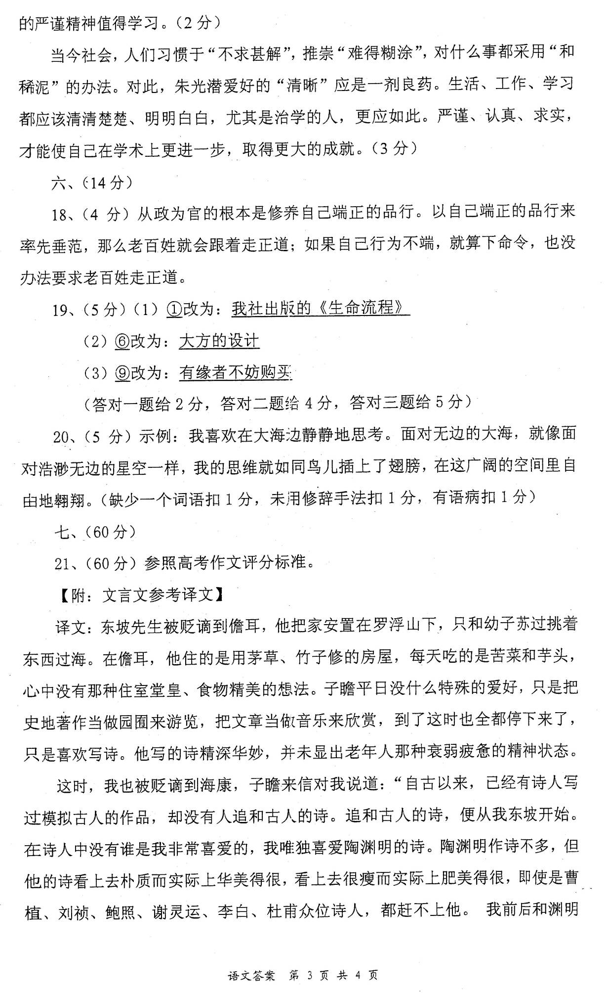 的严谨精神值得学习。（2 分）
当今社会，人们习惯于“不求甚解”，推崇“难得糊涂”，对什么事都采用“和
稀泥”的办法。对此，朱光潜爱好的“清晰”应是一剂良药。生活、工作、学习
都应该清清楚楚、明明白白，尤其是治学的人，更应如此。严谨、认真、求实，
才能使自己在学术上更进一步，取得更大的成就。（3 分）
六、（14 分）
18、（4 分）从政为官的根本是修养自己端正的品行。以自己端正的品行来
率先垂范，那么老百姓就会跟着走正道；如果自己行为不端，就算下命令，也没
办法要求老百姓走正道。
19、（5 分）（1）①改为：我社出版的《生命流程》
（2）⑥改为：大方的设计
（3）⑨改为：有缘者不妨购买
（答对一题给 2 分，答对二题给 4 分，答对三题给 5 分）
20、（5 分）示例：我喜欢在大海边静静地思考。面对无边的大海，就像面
对浩渺无边的星空一样，我的思维就如同鸟儿插上了翅膀，在这广阔的空间里自
由地翱翔。（缺少一个词语扣 1 分，未用修辞手法扣 1 分，有语病扣 1 分）
七、（60 分）
21、（60 分）参照高考作文评分标准。
【附：文言文参考译文】
译文：东坡先生被贬谪到儋耳，他把家安置在罗浮山下，只和幼子苏过挑着
东西过海。在儋耳，他住的是用茅草、竹子修的房屋，每天吃的是苦菜和芋头，
心中没有那种住室堂皇、食物精美的想法。子瞻平日没什么特殊的爱好，只是把
史地著作当做园囿来游览，把文章当做音乐来欣赏，到了这时也全都停下来了，
只是喜欢写诗。他写的诗精深华妙，并未显出老年人那种衰弱疲惫的精神状态。
这时，我也被贬谪到海康，子瞻来信对我说道：“自古以来，已经有诗人写
过模拟古人的作品，却没有人追和古人的诗。追和古人的诗，便从我东坡开始。
在诗人中没有谁是我非常喜爱的，我唯独喜爱陶渊明的诗。陶渊明作诗不多，但
他的诗看上去朴质而实际上华美得很，看上去很瘦而实际上肥美得很，即使是曹
植、刘祯、鲍照、谢灵运、李白、杜甫众位诗人，都赶不上他。 我前后和渊明
语文答案 第 3 页 共 4 页